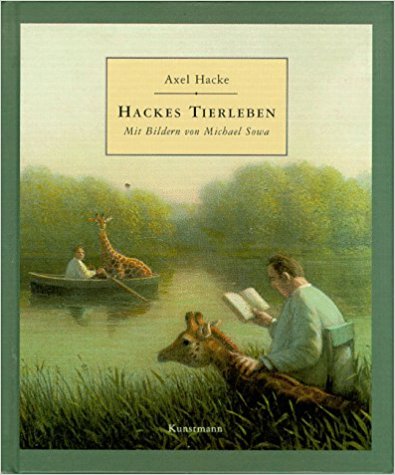 Axel Hacke
HACKES TIERLEBEN
Mit Bildern von Michael Sowa
Kunstmann